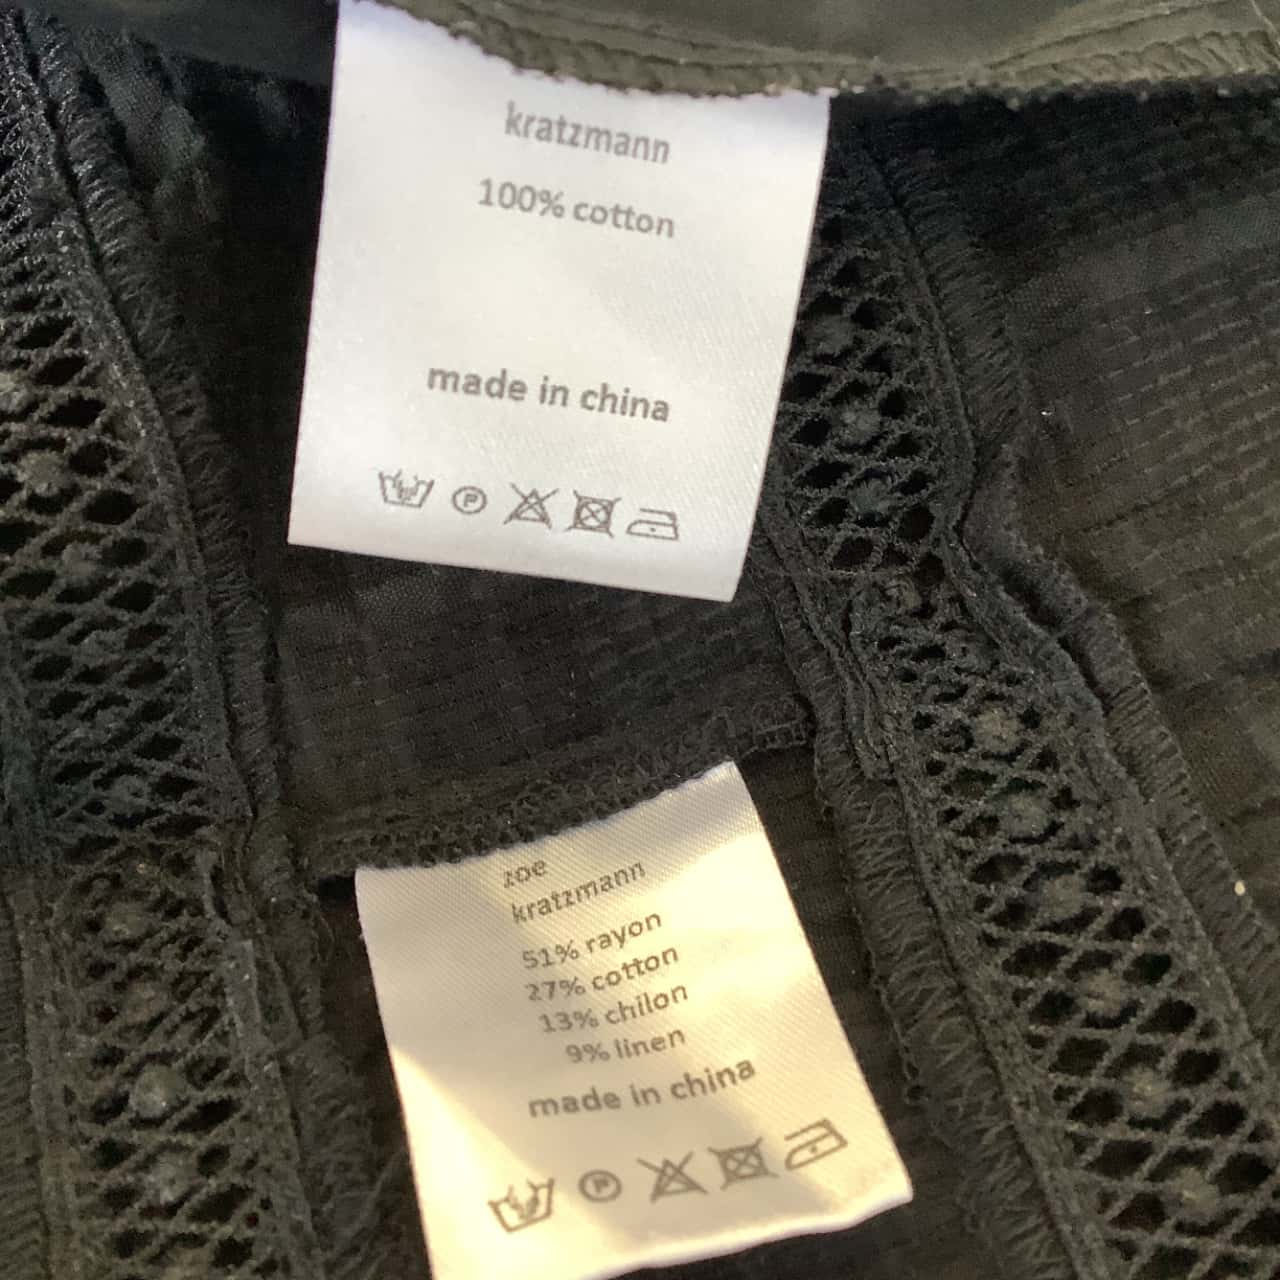 kratzmann
100% cotton
made in china
P
zoe
kratzmann
51% rayon
27% cotton
13% chilon
9% linen
made in china
P